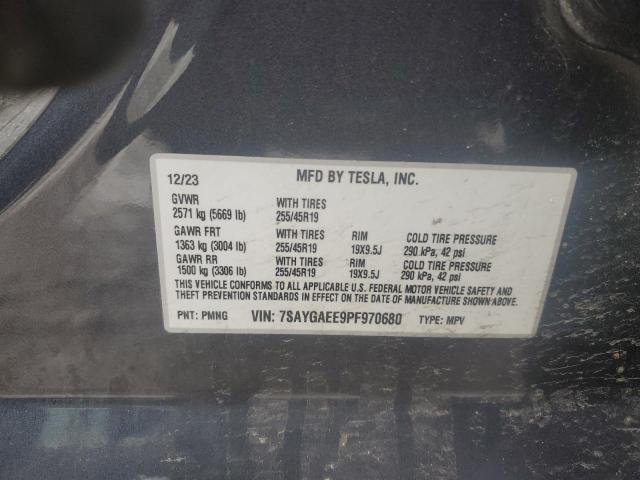 12/23 MFD BY TESLA, INC.
GVWR WITH TIRES
2571 kg (5669 lb) 255/45R19
GAWR FRT WITH TIRES RIM COLD TIRE PRESSURE
1363 kg (3004 lb) 255/45R19 19X9.5J 290 kPa, 42 psi
GAWR RR WITH TIRES RIM COLD TIRE PRESSURE
1500 kg (3306 lb) 255/45R19 19X9.5J 290 kPa, 42 psi
THIS VEHICLE CONFORMS TO ALL APPLICABLE U.S. FEDERAL MOTOR VEHICLE SAFETY AND
THEFT PREVENTION STANDARDS IN EFFECT ON THE DATE OF MANUFACTURE SHOWN ABOVE.
PNT: PMNG VIN: 7SAYGAEE9PF970680 TYPE: MPV